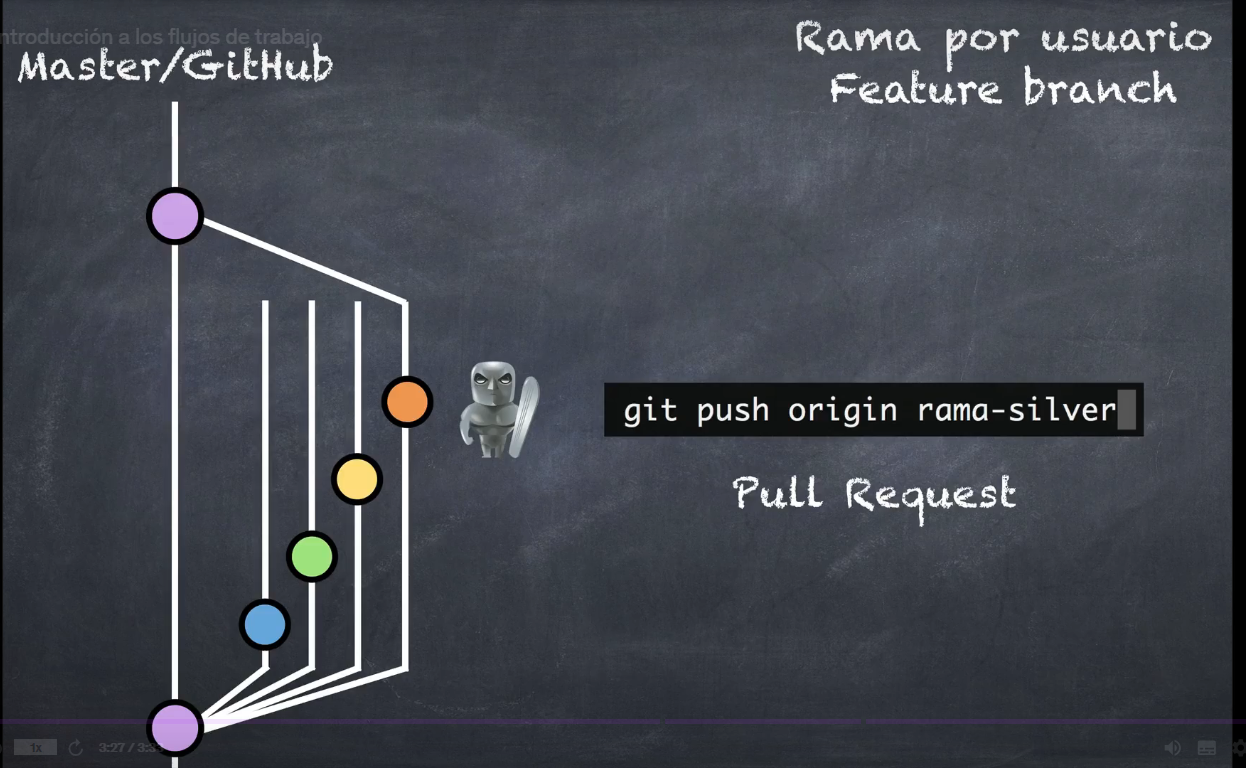 ntroducción a los flujos de trabajo
Master/GitHub
Rama por usuario
Feature branch
git push origin rama-silver
Pull Request
1x
3:27 / 3:3